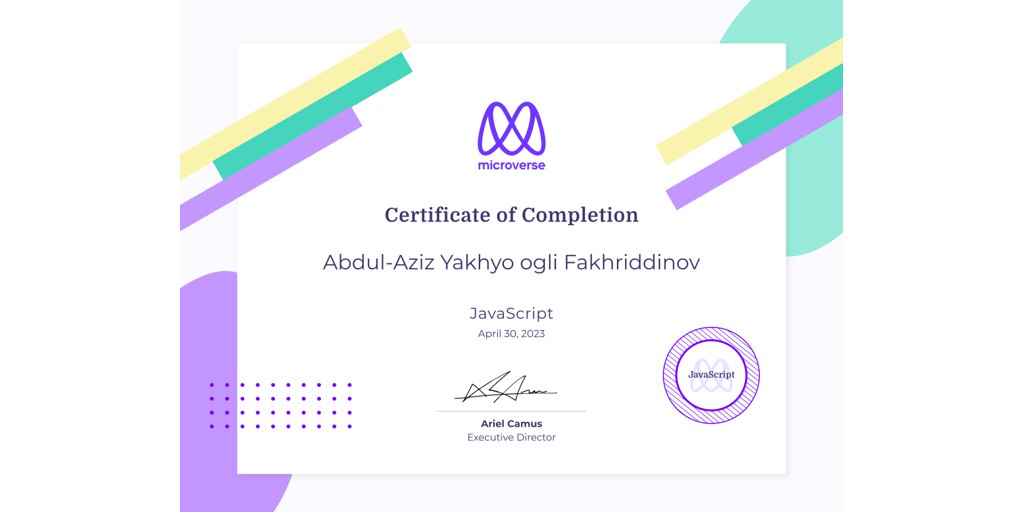 microverse
Certificate of Completion
Abdul-Aziz Yakhyo ogli Fakhriddinov
JavaScript
April 30, 2023
JavaScript
Ariel Camus
Executive Director